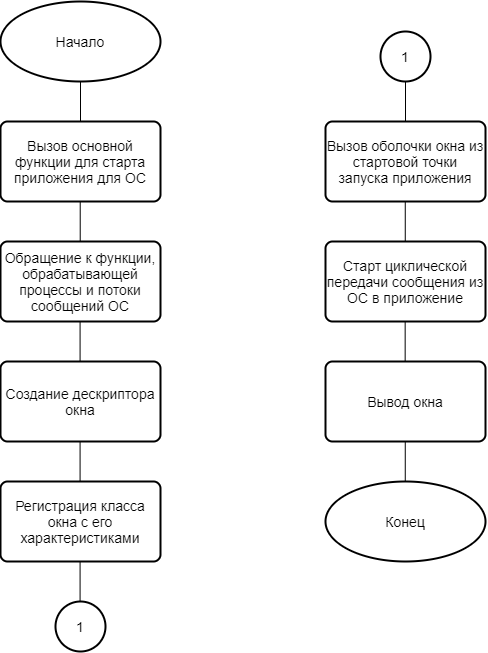 Начало
Вызов основной
функции для старта
приложения для ОС
Обращение к функции,
обрабатывающей
процессы и потоки
сообщений ОС
Создание дескриптора
окна
Регистрация класса
окна с его
характеристиками
1
1
Вызов оболочки окна из
стартовой точки
запуска приложения
Старт циклической
передачи сообщения из
ОС в приложение
Вывод окна
Конец